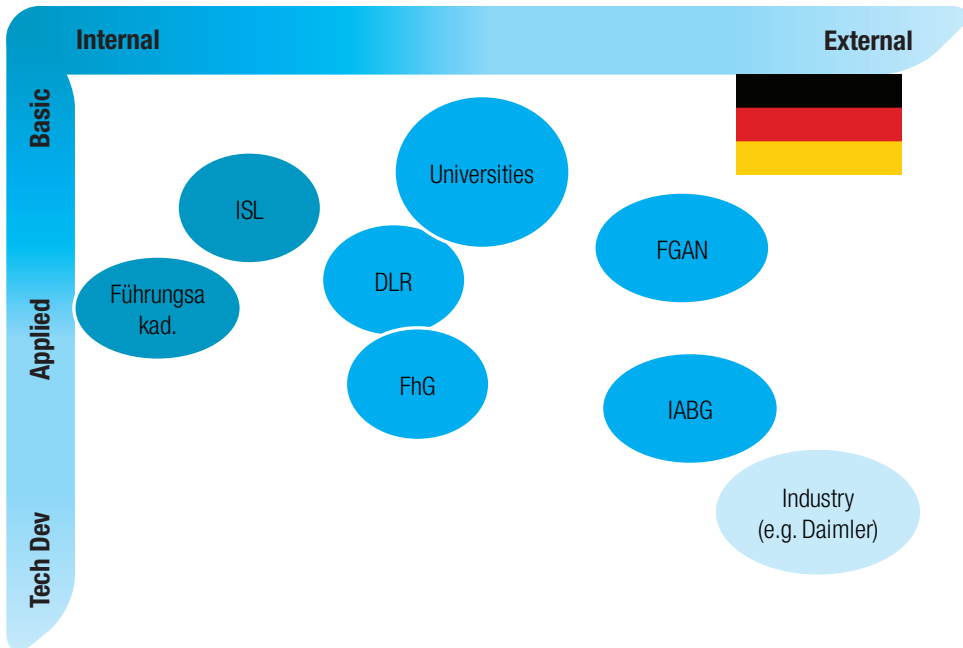 Internal
External
Basic
Applied
Tech Dev
Universities
ISL
FGAN
DLR
Führungsa
kad.
FhG
IABG
Industry
(e.g. Daimler)